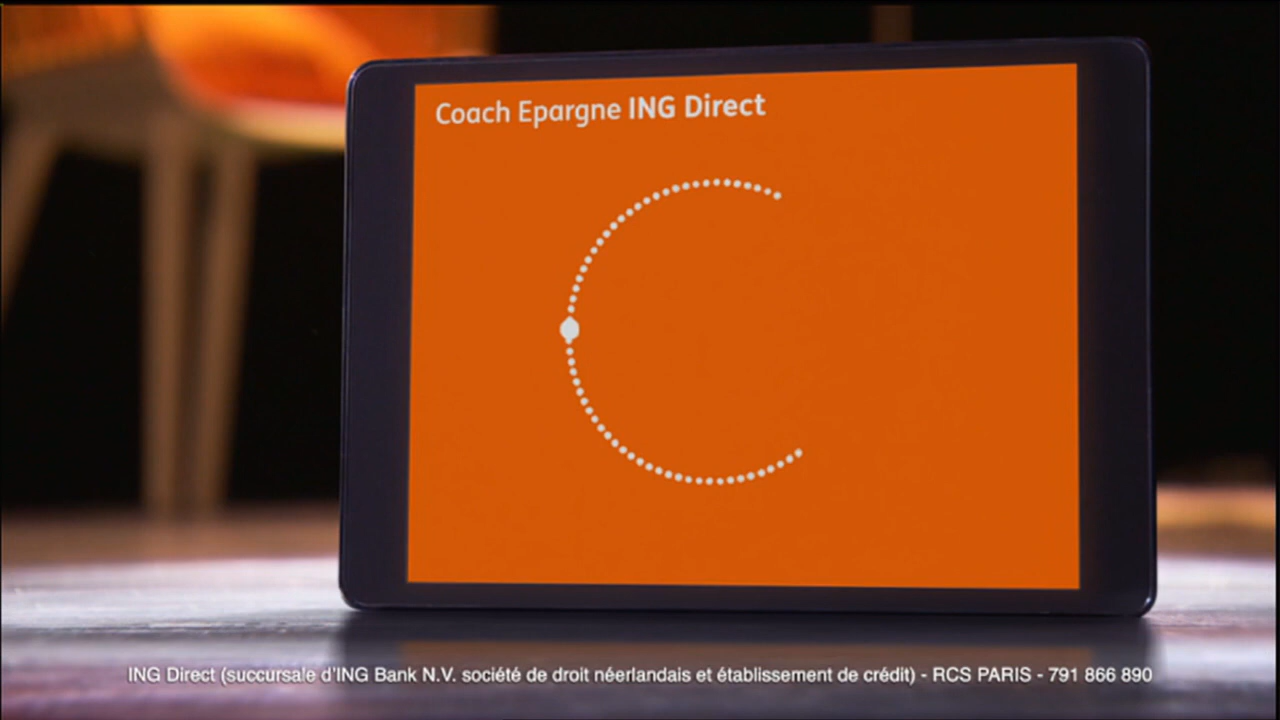 Coach Epargne ING Direct
ING Direct (succursale d'ING Bank N.V. société de droit néerlandais et établissement de crédit) - RCS PARIS - 791 866 890